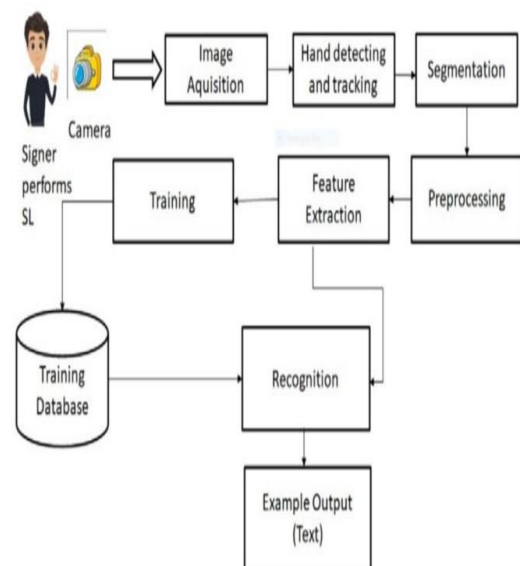 Signer
performs
SL
Camera
Image
Aquisition
Hand detecting
and tracking
Segmentation
Preprocessing
Feature
Extraction
Training
Training
Database
Recognition
Example Output
(Text)